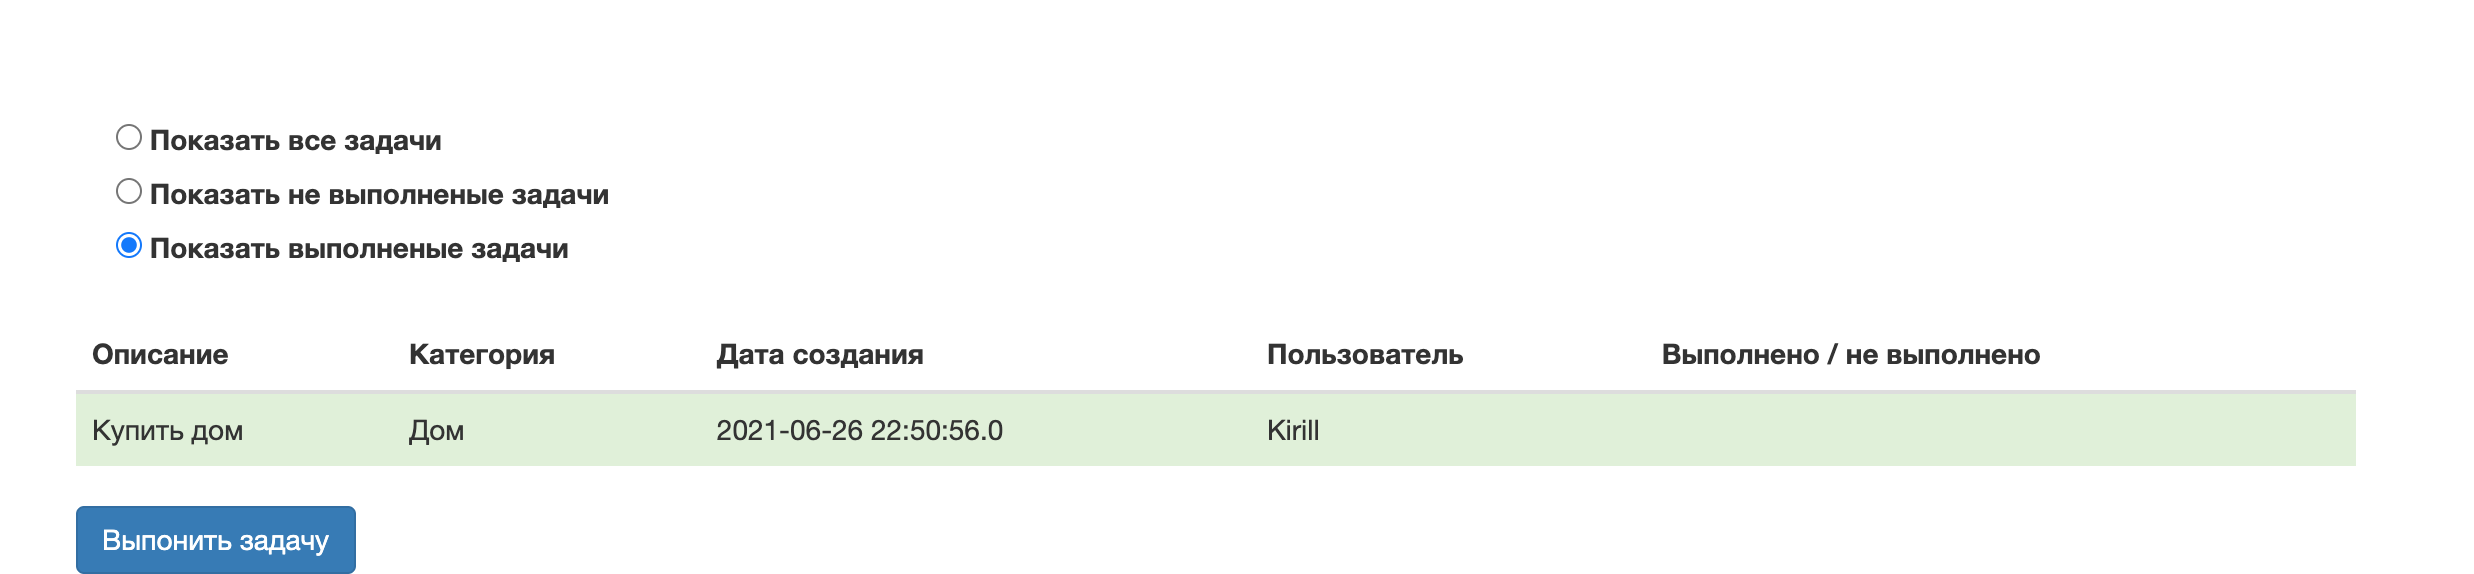 Показать все задачи
Показать не выполненые задачи
Показать выполненые задачи
Описание Категория Дата создания Пользователь Выполнено / не выполнено
Купить дом Дом 2021-06-26 22:50:56.0 Kirill
Выпонить задачу